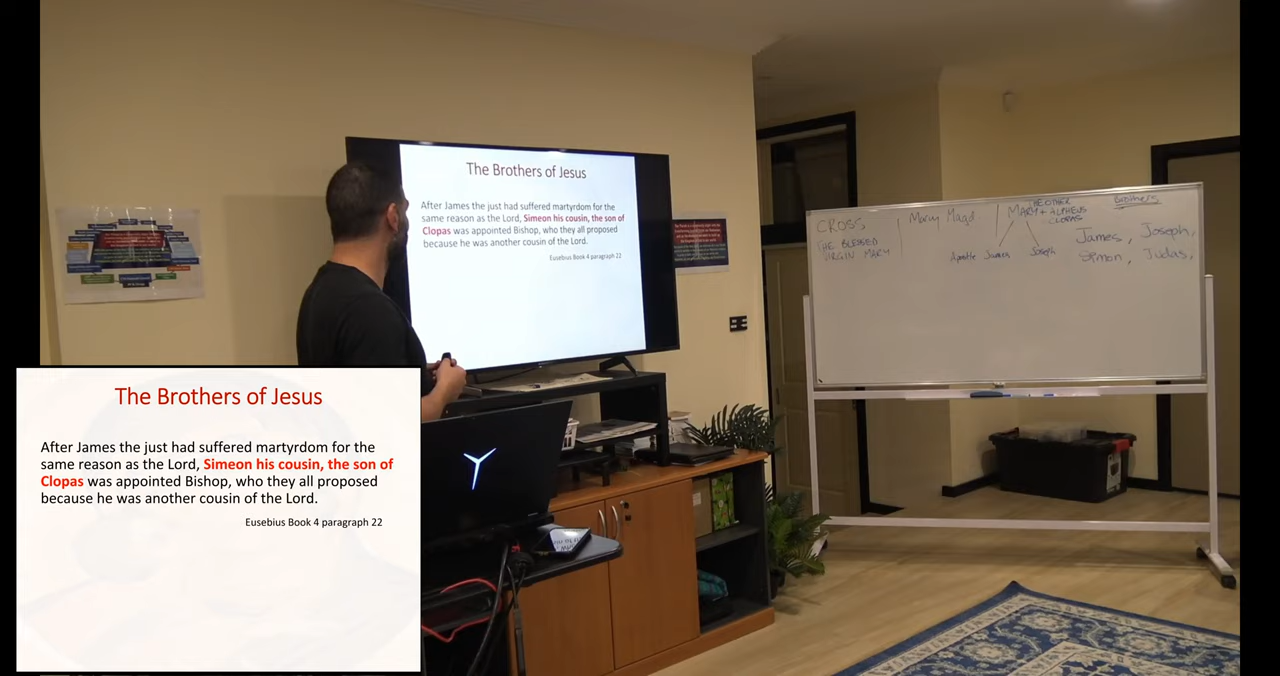 The Brothers of Jesus
After James the just had suffered martyrdom for the
same reason as the Lord, Simeon his cousin, the son of
Clopas was appointed Bishop, who they all proposed
because he was another cousin of the Lord.
Eusebius Book 4 paragraph 22
CROSS
THE BLESSED
VIRGIN MARY
Mary Magd
THE OTHER
MARY + ALPHEUS
CLOPAS
Apostle James
Joseph
Brothers
James, Joseph,
Simon, Judas,
The Brothers of Jesus
After James the just had suffered martyrdom for the
same reason as the Lord, Simeon his cousin, the son of
Clopas was appointed Bishop, who they all proposed
because he was another cousin of the Lord.
Eusebius Book 4 paragraph 22